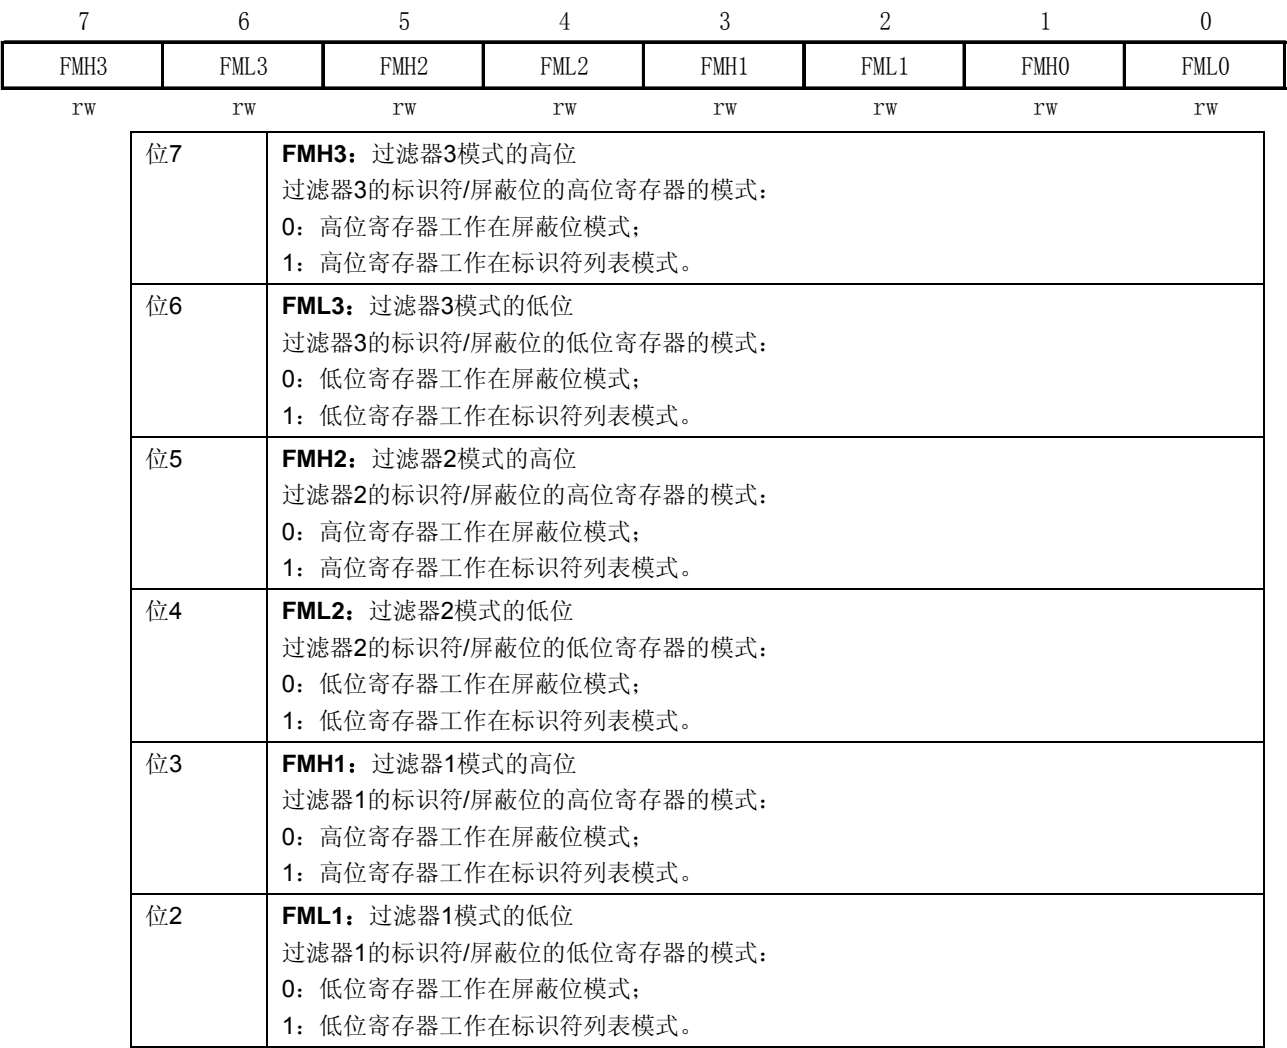 7 6 5 4 3 2 1 0
FMH3 FML3 FMH2 FML2 FMH1 FML1 FMH0 FML0
rw rw rw rw rw rw rw rw
位7 FMH3：过滤器3模式的高位
过滤器3的标识符/屏蔽位的高位寄存器的模式：
0：高位寄存器工作在屏蔽位模式；
1：高位寄存器工作在标识符列表模式。
位6 FML3：过滤器3模式的低位
过滤器3的标识符/屏蔽位的低位寄存器的模式：
0：低位寄存器工作在屏蔽位模式；
1：低位寄存器工作在标识符列表模式。
位5 FMH2：过滤器2模式的高位
过滤器2的标识符/屏蔽位的高位寄存器的模式：
0：高位寄存器工作在屏蔽位模式；
1：高位寄存器工作在标识符列表模式。
位4 FML2：过滤器2模式的低位
过滤器2的标识符/屏蔽位的低位寄存器的模式：
0：低位寄存器工作在屏蔽位模式；
1：低位寄存器工作在标识符列表模式。
位3 FMH1：过滤器1模式的高位
过滤器1的标识符/屏蔽位的高位寄存器的模式：
0：高位寄存器工作在屏蔽位模式；
1：高位寄存器工作在标识符列表模式。
位2 FML1：过滤器1模式的低位
过滤器1的标识符/屏蔽位的低位寄存器的模式：
0：低位寄存器工作在屏蔽位模式；
1：低位寄存器工作在标识符列表模式。